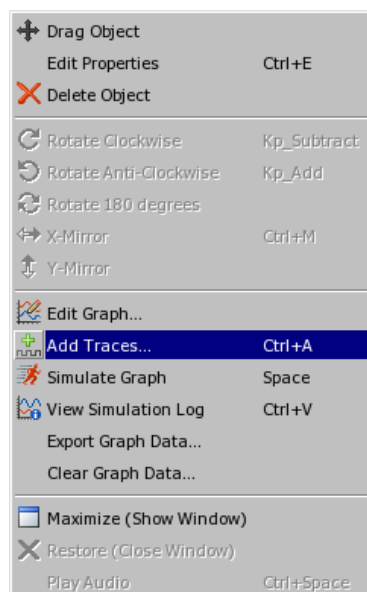 Drag Object
Edit Properties Ctrl+E
Delete Object
Rotate Clockwise Kp_Subtract
Rotate Anti-Clockwise Kp_Add
Rotate 180 degrees
X-Mirror Ctrl+M
Y-Mirror
Edit Graph...
Add Traces... Ctrl+A
Simulate Graph Space
View Simulation Log Ctrl+V
Export Graph Data...
Clear Graph Data...
Maximize (Show Window)
Restore (Close Window)
Play Audio Ctrl+Space